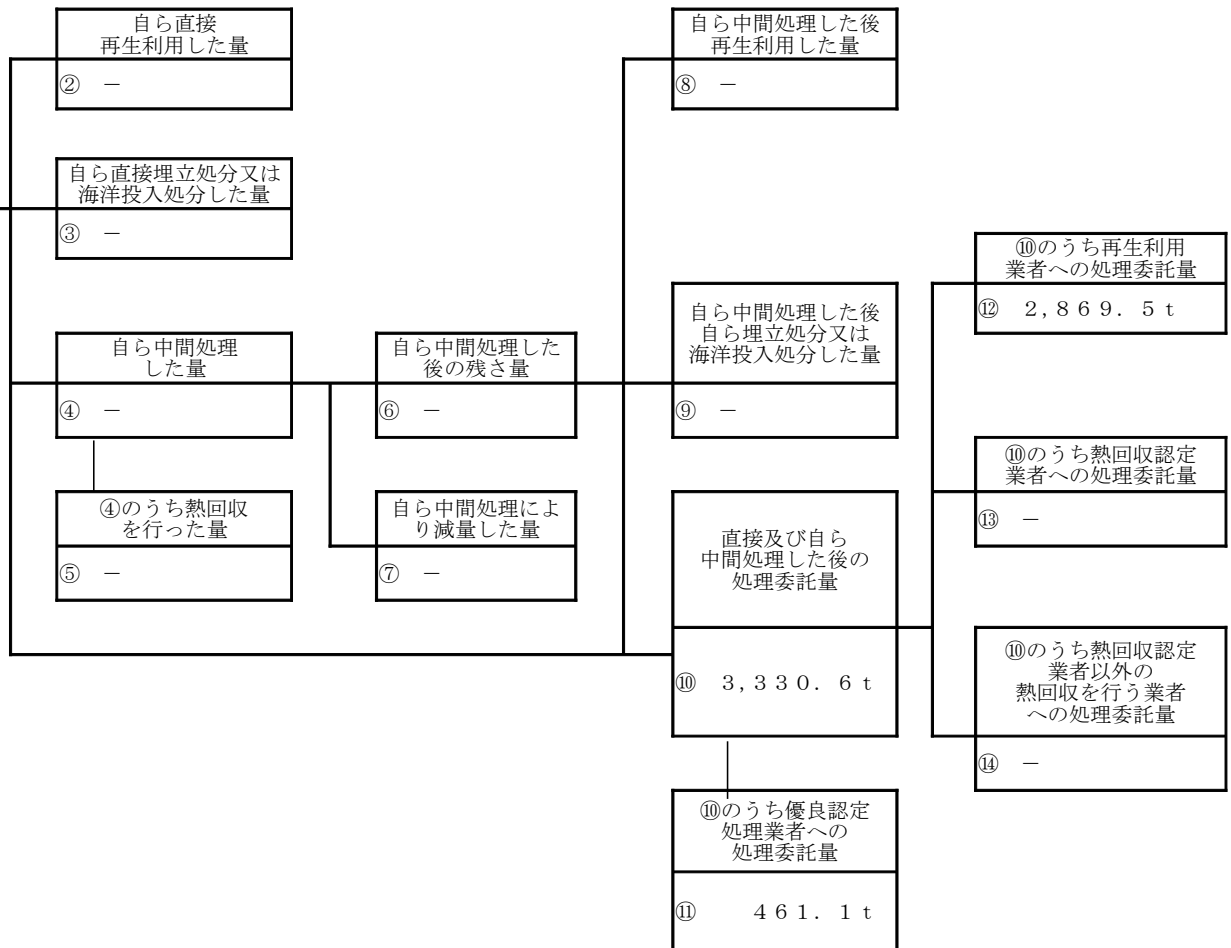 自ら直接
再生利用した量
② －
自ら中間処理した後
再生利用した量
⑧ －
自ら直接埋立処分又は
海洋投入処分した量
③ －
⑩のうち再生利用
業者への処理委託量
⑫ 2,869.5t
自ら中間処理
した量
④ －
自ら中間処理した
後の残さ量
⑥ －
自ら中間処理した後
自ら埋立処分又は
海洋投入処分した量
⑨ －
⑩のうち熱回収認定
業者への処理委託量
⑬ －
④のうち熱回収
を行った量
⑤ －
自ら中間処理によ
り減量した量
⑦ －
直接及び自ら
中間処理した後の
処理委託量
⑩ 3,330.6t
⑩のうち熱回収認定
業者以外の
熱回収を行う業者
への処理委託量
⑭ －
⑩のうち優良認定
処理業者への
処理委託量
⑪ 461.1t